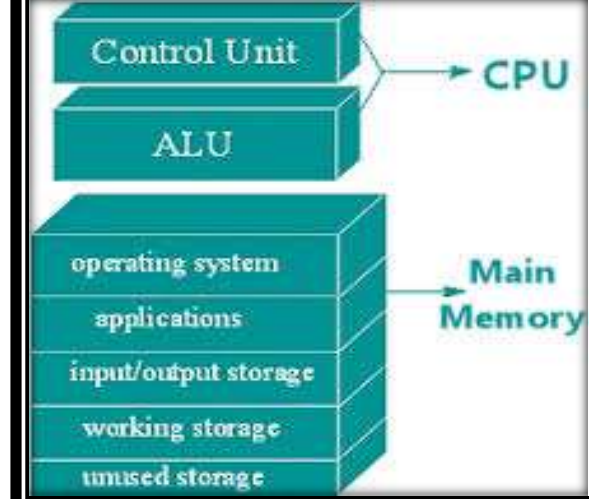 Control Unit
CPU
ALU
operating system
Main
Memory
applications
input/output storage
working storage
unused storage